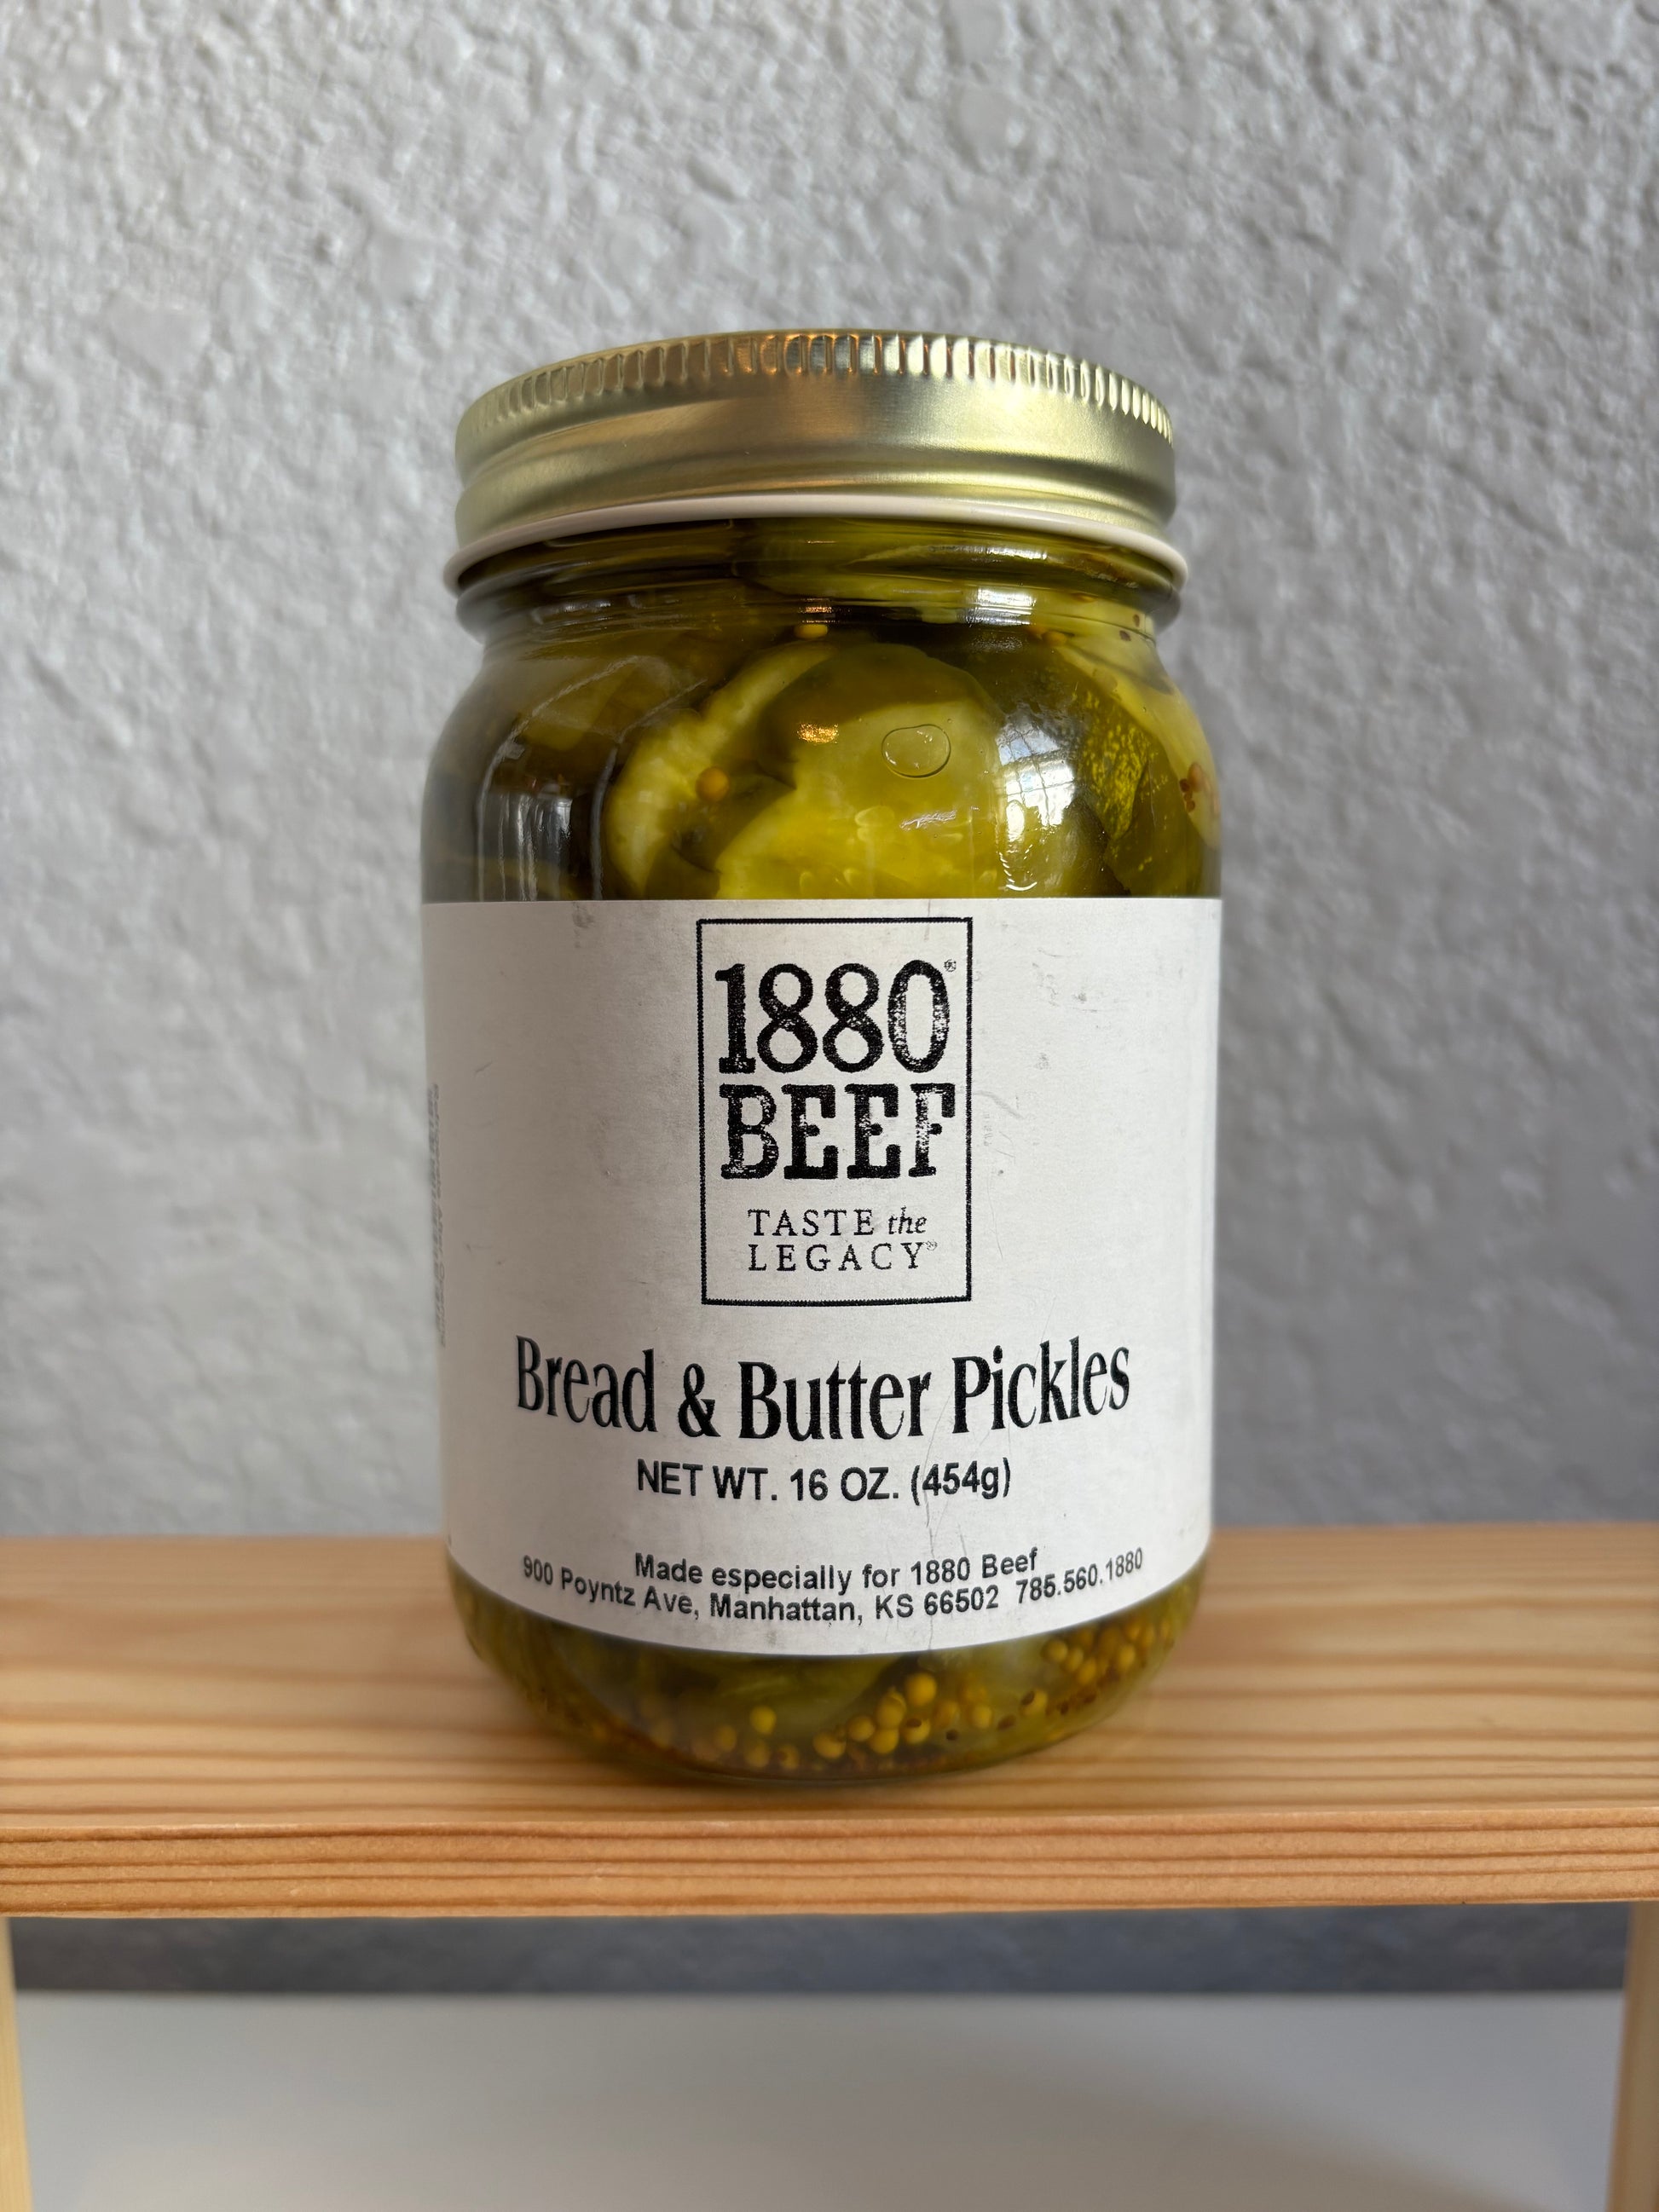 1880®
BEEF
TASTE the
LEGACY
Bread & Butter Pickles
NET WT. 16 OZ. (454g)
Made especially for 1880 Beef
900 Poyntz Ave, Manhattan, KS 66502 785.560.1880